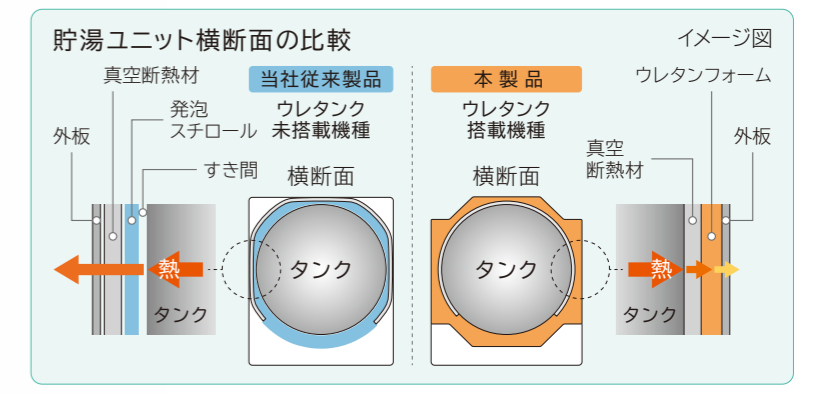 貯湯ユニット横断面の比較
イメージ図
真空断熱材
発泡
スチロール
外板
すき間
当社従来製品
ウレタンク
未搭載機種
横断面
タンク
熱
タンク
本製品
ウレタンク
搭載機種
横断面
タンク
ウレタンフォーム
真空
断熱材
外板
熱
タンク